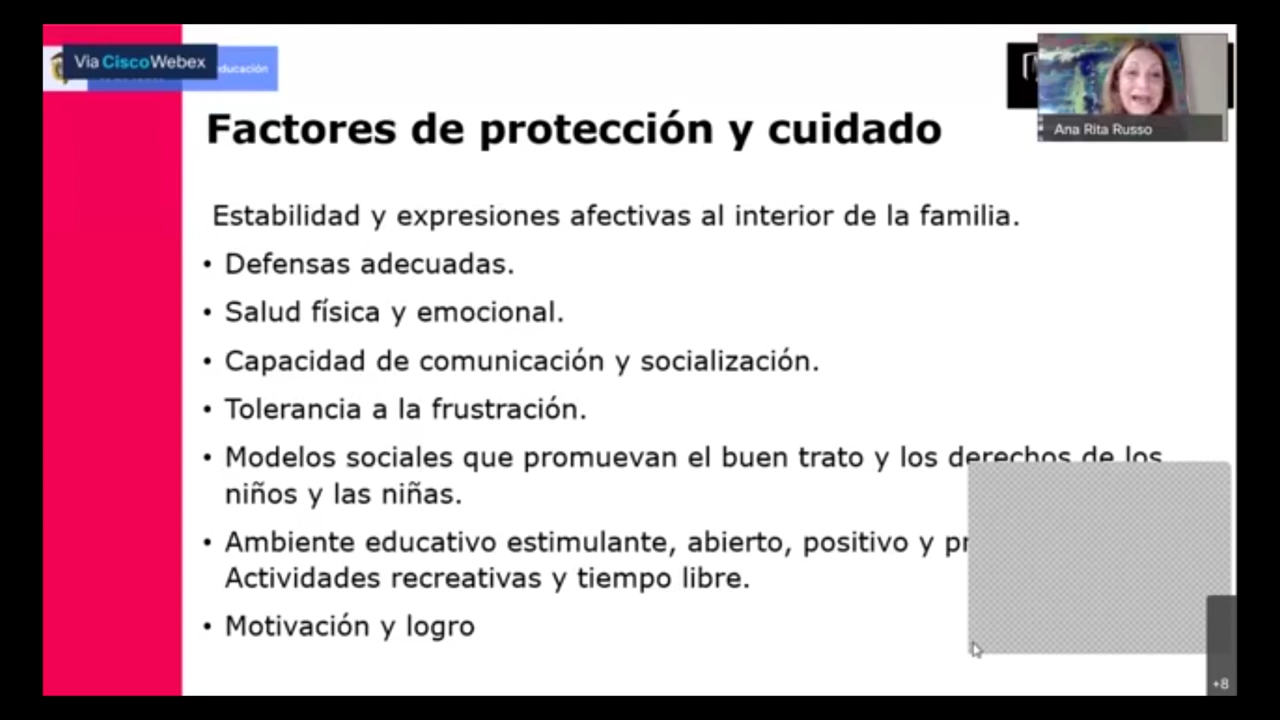 Via CiscoWebex
educación
Ana Rita Russo
Factores de protección y cuidado
Estabilidad y expresiones afectivas al interior de la familia.
• Defensas adecuadas.
• Salud física y emocional.
• Capacidad de comunicación y socialización.
• Tolerancia a la frustración.
• Modelos sociales que promuevan el buen trato y los derechos de los
niños y las niñas.
• Ambiente educativo estimulante, abierto, positivo y
Actividades recreativas y tiempo libre.
• Motivación y logro
+8